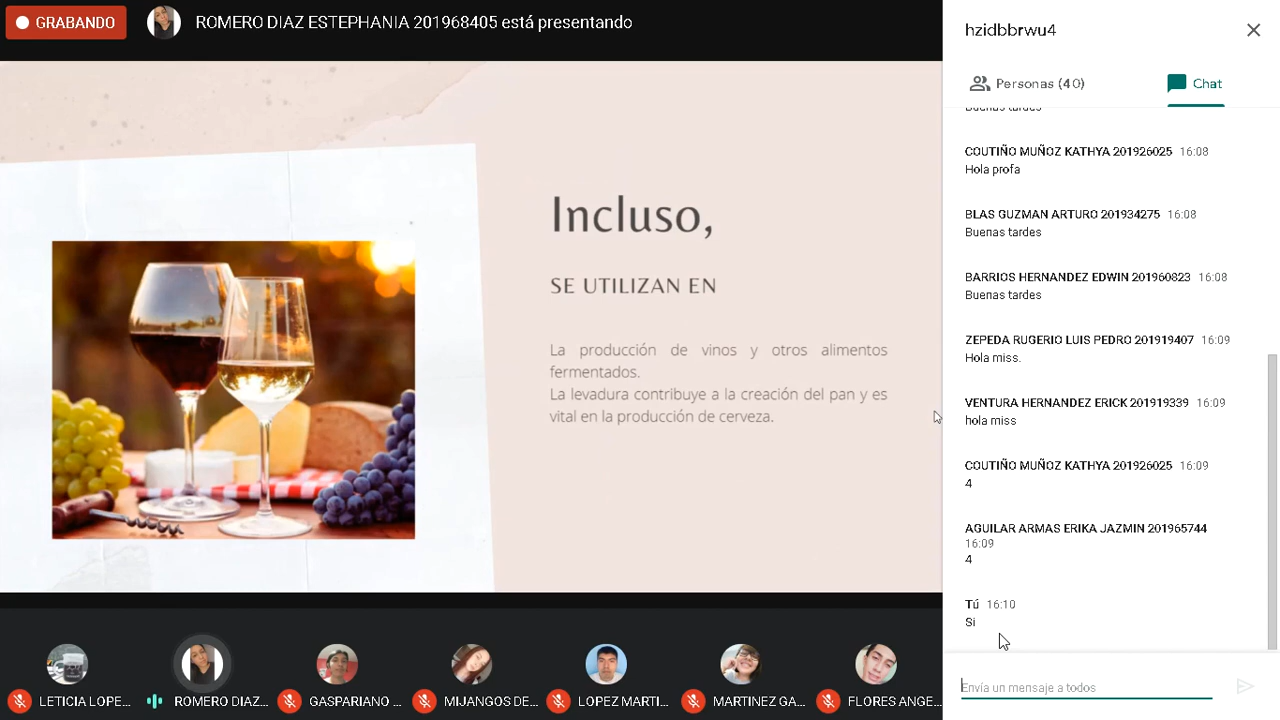 GRABANDO
ROMERO DIAZ ESTEPHANIA 201968405 está presentando
hzidbbrwu4
Personas (40)
Chat
Incluso,
SE UTILIZAN EN
La producción de vinos y otros alimentos
fermentados.
La levadura contribuye a la creación del pan y es
vital en la producción de cerveza.
Buenas tardes
COUTIÑO MUÑOZ KATHYA 201926025 16:08
Hola profa
BLAS GUZMAN ARTURO 201934275 16:08
Buenas tardes
BARRIOS HERNANDEZ EDWIN 201960823 16:08
Buenas tardes
ZEPEDA RUGERIO LUIS PEDRO 201919407 16:09
Hola miss.
VENTURA HERNANDEZ ERICK 201919339 16:09
hola miss
COUTIÑO MUÑOZ KATHYA 201926025 16:09
4
AGUILAR ARMAS ERIKA JAZMIN 201965744
16:09
4
Tú 16:10
Si
Envía un mensaje a todos
LETICIA LOPE...
ROMERO DIAZ...
GASPARIANO ...
MIJANGOS DE...
LOPEZ MARTI...
MARTINEZ GA...
FLORES ANGE...